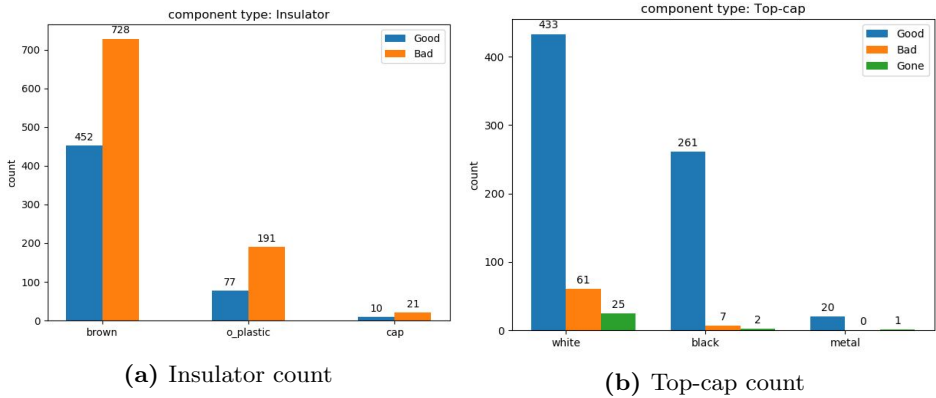 component type: Insulator
Good
Bad
count
700
600
500
400
300
200
100
0
728
452
191
77
21
10
brown
o_plastic
cap
(a) Insulator count
component type: Top-cap
Good
Bad
Gone
count
400
300
200
100
0
433
261
61
25
7
2
20
0
1
white
black
metal
(b) Top-cap count